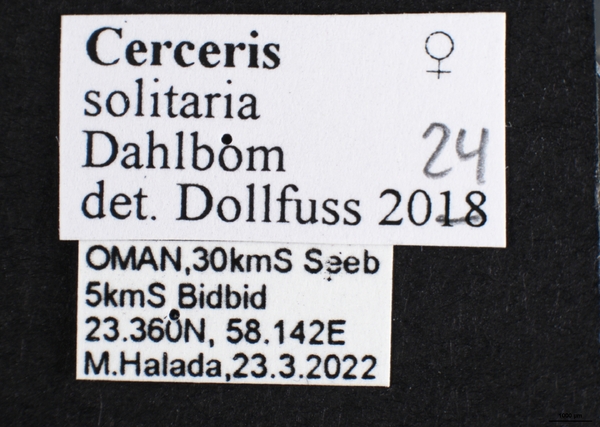 Cerceris ♀
solitaria
Dahlbom 24
det. Dollfuss 2018
OMAN,30kmS Seeb
5kmS Bidbid
23.360N, 58.142E
M.Halada,23.3.2022